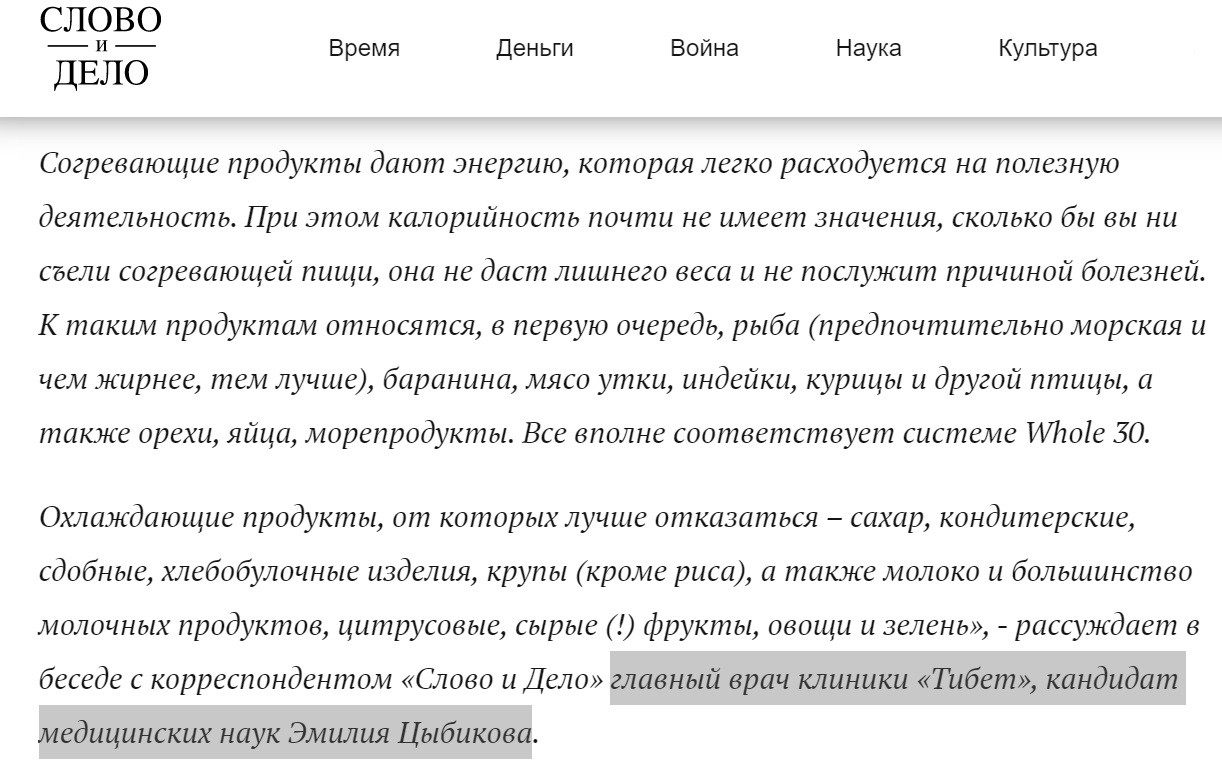 СЛОВО
и
ДЕЛО
Время Деньги Война Наука Культура
Согревающие продукты дают энергию, которая легко расходуется на полезную
деятельность. При этом калорийность почти не имеет значения, сколько бы вы ни
съели согревающей пищи, она не даст лишнего веса и не послужит причиной болезней.
К таким продуктам относятся, в первую очередь, рыба (предпочтительно морская и
чем жирнее, тем лучше), баранина, мясо утки, индейки, курицы и другой птицы, а
также орехи, яйца, морепродукты. Все вполне соответствует системе Whole 30.
Охлаждающие продукты, от которых лучше отказаться – сахар, кондитерские,
сдобные, хлебобулочные изделия, крупы (кроме риса), а также молоко и большинство
молочных продуктов, цитрусовые, сырые (!) фрукты, овощи и зелень», - рассуждает в
беседе с корреспондентом «Слово и Дело» главный врач клиники «Тибет», кандидат
медицинских наук Эмилия Цыбикова.